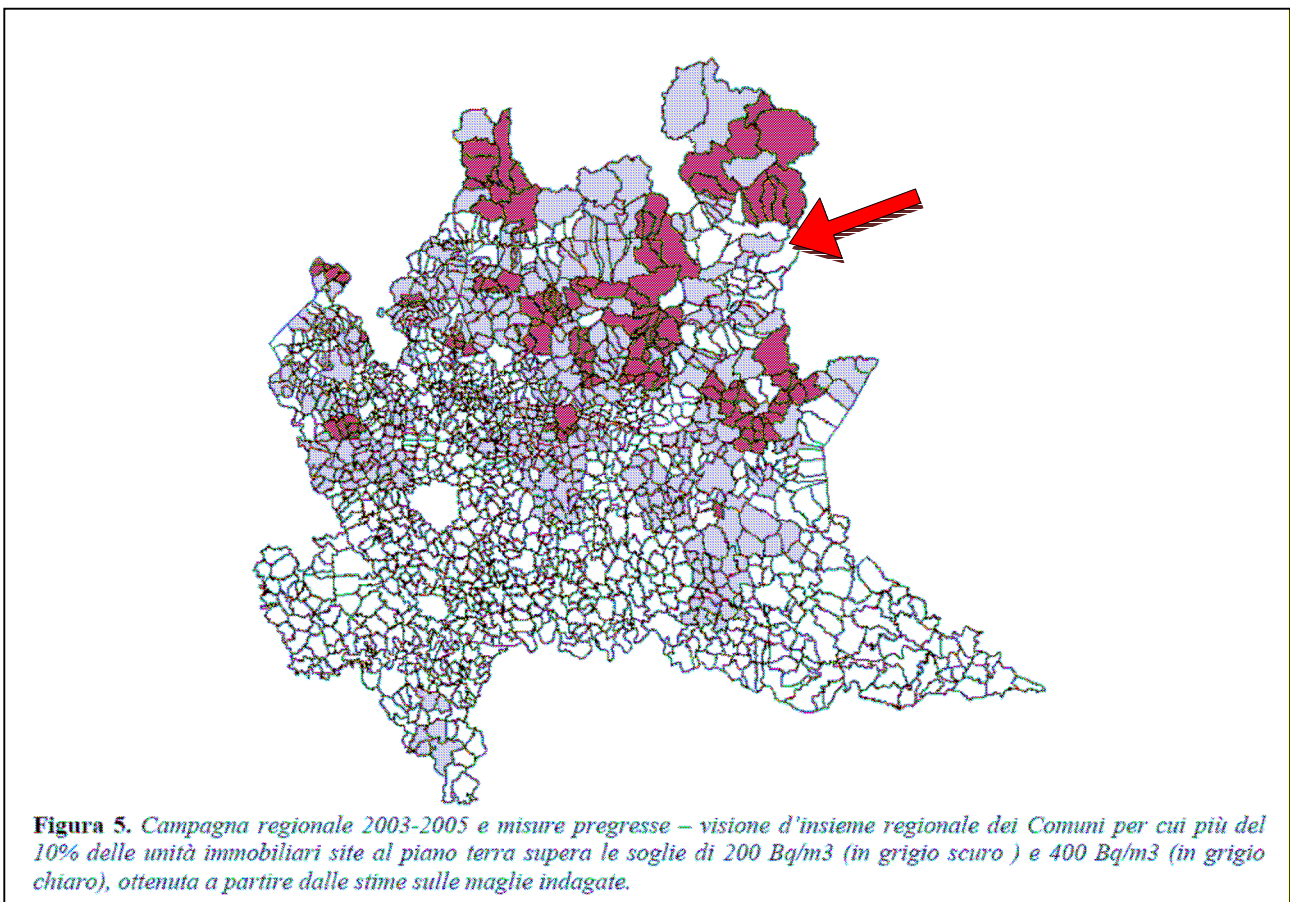 Figura 5. Campagna regionale 2003-2005 e misure pregresse – visione d'insieme regionale dei Comuni per cui più del
10% delle unità immobiliari site al piano terra supera le soglie di 200 Bq/m3 (in grigio scuro ) e 400 Bq/m3 (in grigio
chiaro), ottenuta a partire dalle stime sulle maglie indagate.